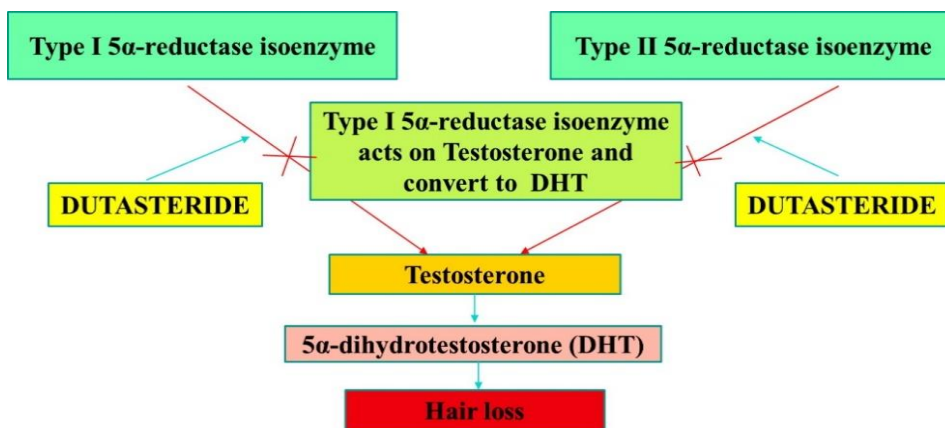 Type I 5α-reductase isoenzyme
Type II 5α-reductase isoenzyme
Type I 5α-reductase isoenzyme
acts on Testosterone and
convert to DHT
DUTASTERIDE
DUTASTERIDE
Testosterone
5α-dihydrotestosterone (DHT)
Hair loss